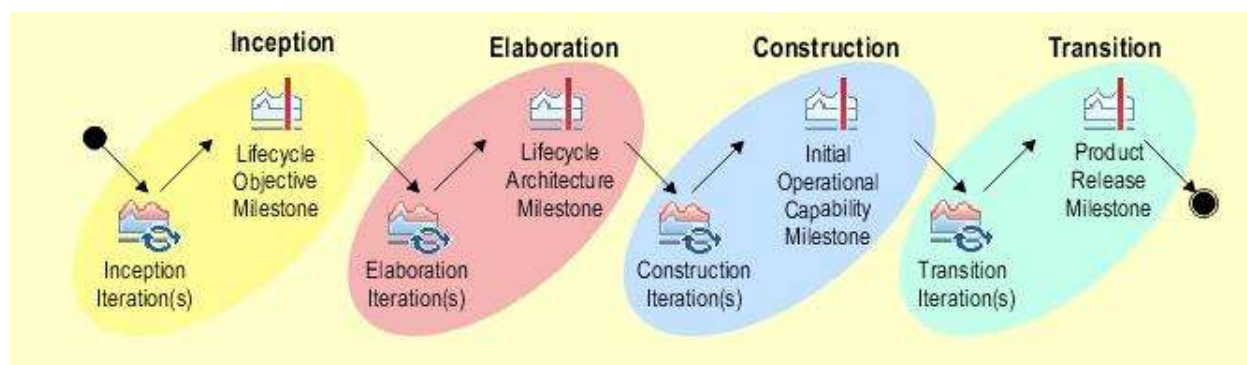 Inception
Elaboration
Construction
Transition
Lifecycle
Objective
Milestone
Inception
Iteration(s)
Lifecycle
Architecture
Milestone
Elaboration
Iteration(s)
Initial
Operational
Capability
Milestone
Construction
Iteration(s)
Product
Release
Milestone
Transition
Iteration(s)